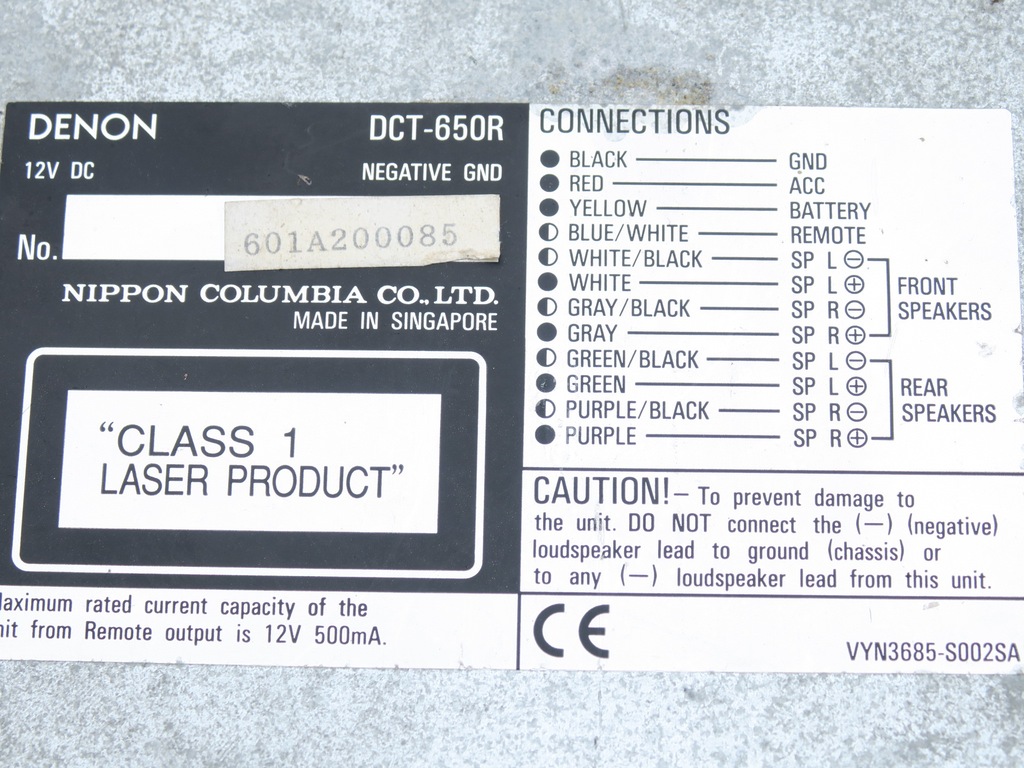 DENON DCT-650R
12V DC NEGATIVE GND
No. 601A200085
NIPPON COLUMBIA CO., LTD.
MADE IN SINGAPORE
“CLASS 1
LASER PRODUCT”
aximum rated current capacity of the
nit from Remote output is 12V 500mA.
CONNECTIONS
BLACK GND
RED ACC
YELLOW BATTERY
BLUE/WHITE REMOTE
WHITE/BLACK SP L ⊖
WHITE SP L ⊕
GRAY/BLACK SP R ⊖
GRAY SP R ⊕
FRONT
SPEAKERS
GREEN/BLACK SP L ⊖
GREEN SP L ⊕
PURPLE/BLACK SP R ⊖
PURPLE SP R ⊕
REAR
SPEAKERS
CAUTION! – To prevent damage to
the unit. DO NOT connect the (—) (negative)
loudspeaker lead to ground (chassis) or
to any (—) loudspeaker lead from this unit.
CE
VYN3685-S002SA